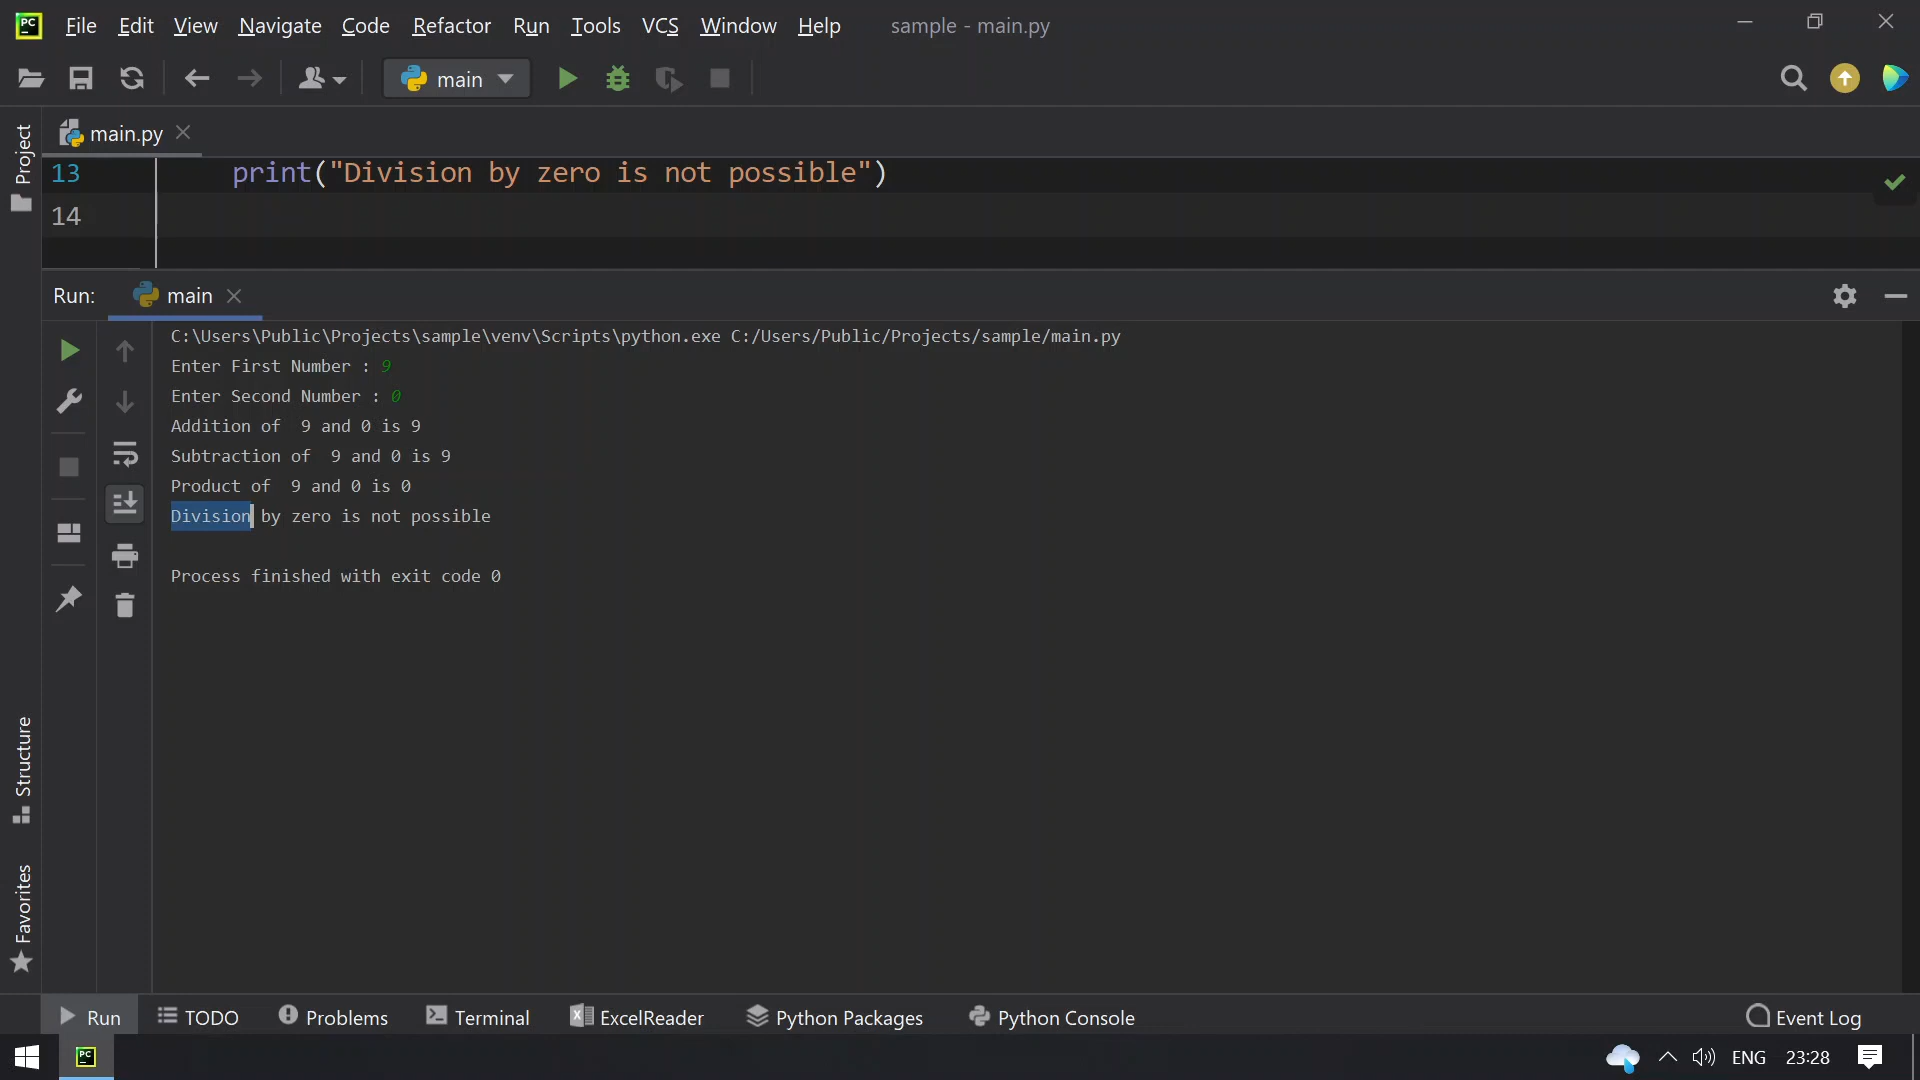 PC File Edit View Navigate Code Refactor Run Tools VCS Window Help sample - main.py
main
Project
main.py
13 print("Division by zero is not possible")
14
Run: main
C:\Users\Public\Projects\sample\venv\Scripts\python.exe C:/Users/Public/Projects/sample/main.py
Enter First Number : 9
Enter Second Number : 0
Addition of  9 and 0 is 9
Subtraction of  9 and 0 is 9
Product of  9 and 0 is 0
Division by zero is not possible
Process finished with exit code 0
Structure
Favorites
Run TODO Problems Terminal ExcelReader Python Packages Python Console Event Log
PC ENG 23:28